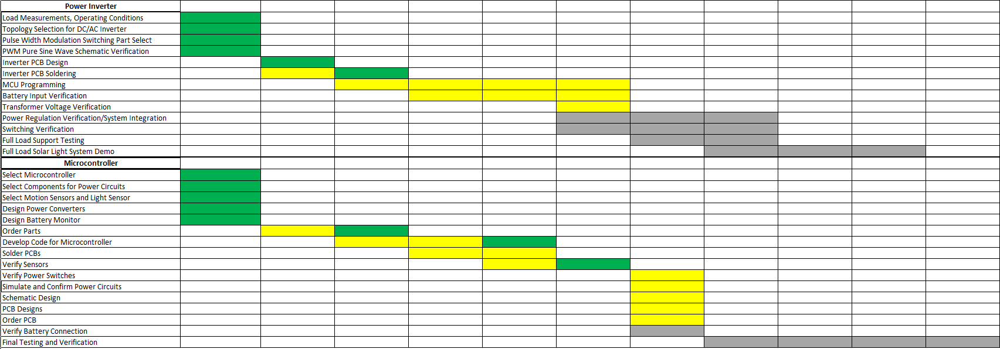 Power Inverter
Load Measurements, Operating Conditions
Topology Selection for DC/AC Inverter
Pulse Width Modulation Switching Part Select
PWM Pure Sine Wave Schematic Verification
Inverter PCB Design
Inverter PCB Soldering
MCU Programming
Battery Input Verification
Transformer Voltage Verification
Power Regulation Verification/System Integration
Switching Verification
Full Load Support Testing
Full Load Solar Light System Demo
Microcontroller
Select Microcontroller
Select Components for Power Circuits
Select Motion Sensors and Light Sensor
Design Power Converters
Design Battery Monitor
Order Parts
Develop Code for Microcontroller
Solder PCBs
Verify Sensors
Verify Power Switches
Simulate and Confirm Power Circuits
Schematic Design
PCB Designs
Order PCB
Verify Battery Connection
Final Testing and Verification